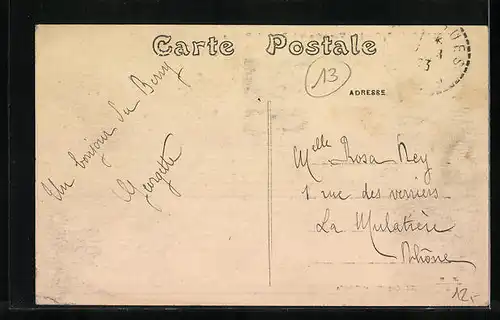 Carte Postale
13
ADRESSE
Un bonjour du Berry
Georgette
Melle Rosa Rey
1 rue des verriers
La Mulatière
Rhône
12,-